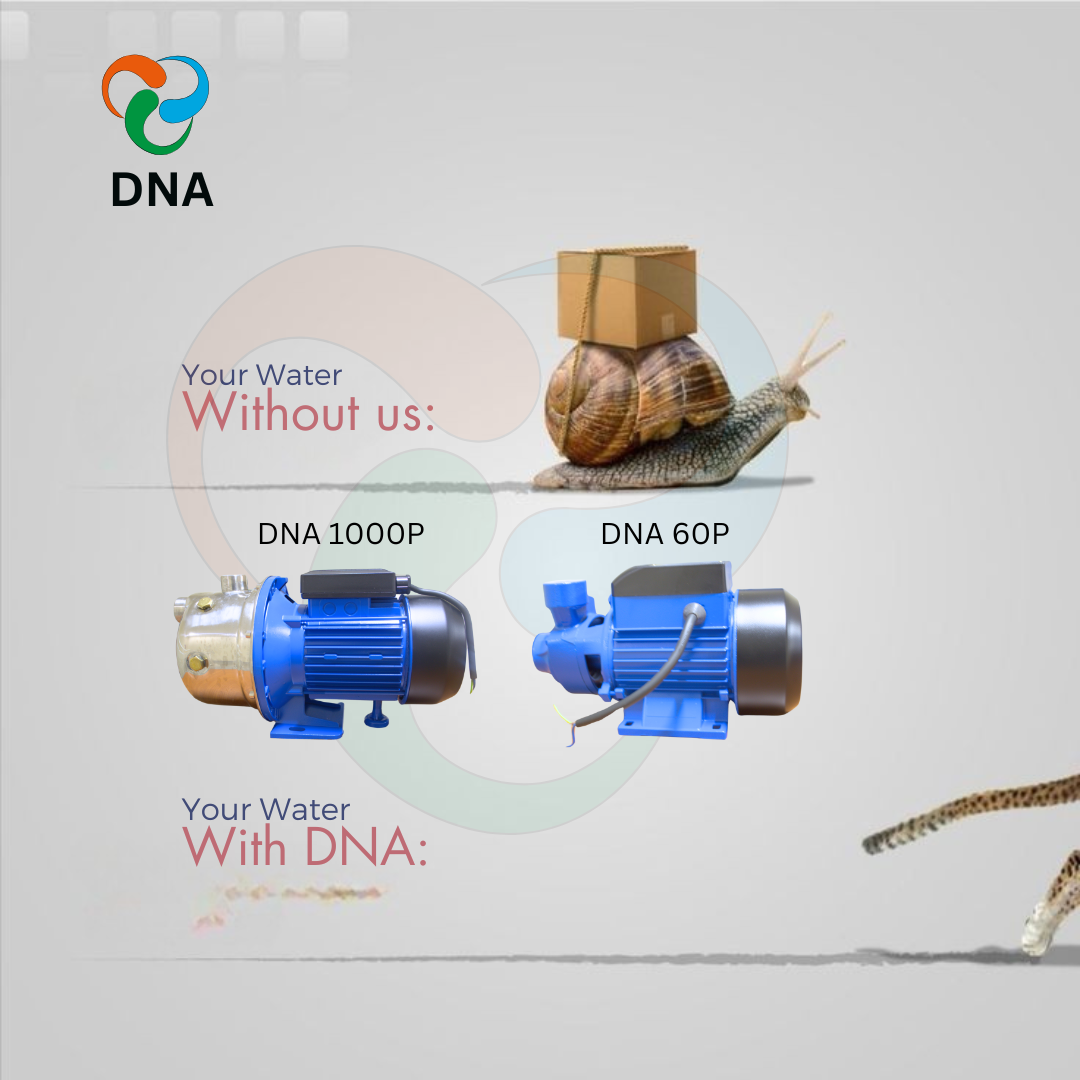 DNA
Your Water
Without us:
DNA 1000P
DNA 60P
Your Water
With DNA: